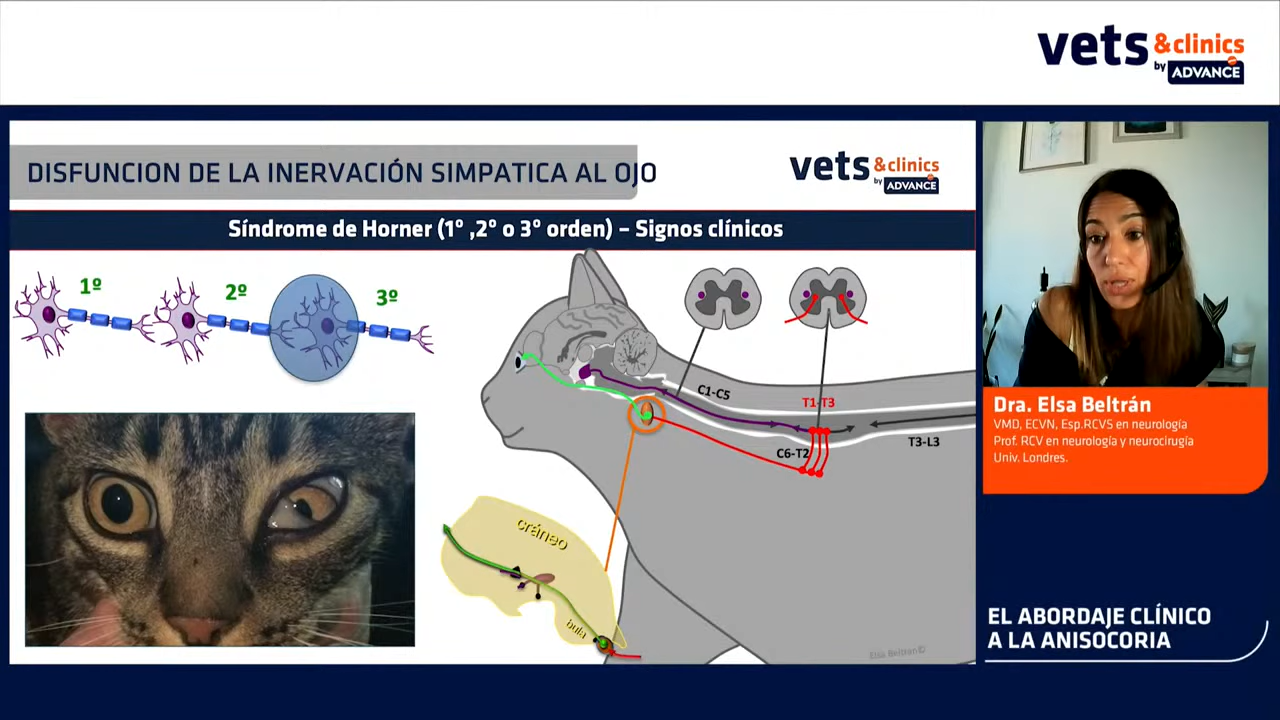 vets &clinics
by ADVANCE
DISFUNCION DE LA INERVACIÓN SIMPATICA AL OJO
vets &clinics
by ADVANCE
Síndrome de Horner (1º ,2º o 3º orden) – Signos clínicos
1º
2º
3º
C1-C5
T1-T3
C6-T2
T3-L3
cráneo
bula
Elsa Beltran©
Dra. Elsa Beltrán
VMD, ECVN, Esp.RCVS en neurología
Prof. RCV en neurología y neurocirugía
Univ. Londres.
EL ABORDAJE CLÍNICO
A LA ANISOCORIA